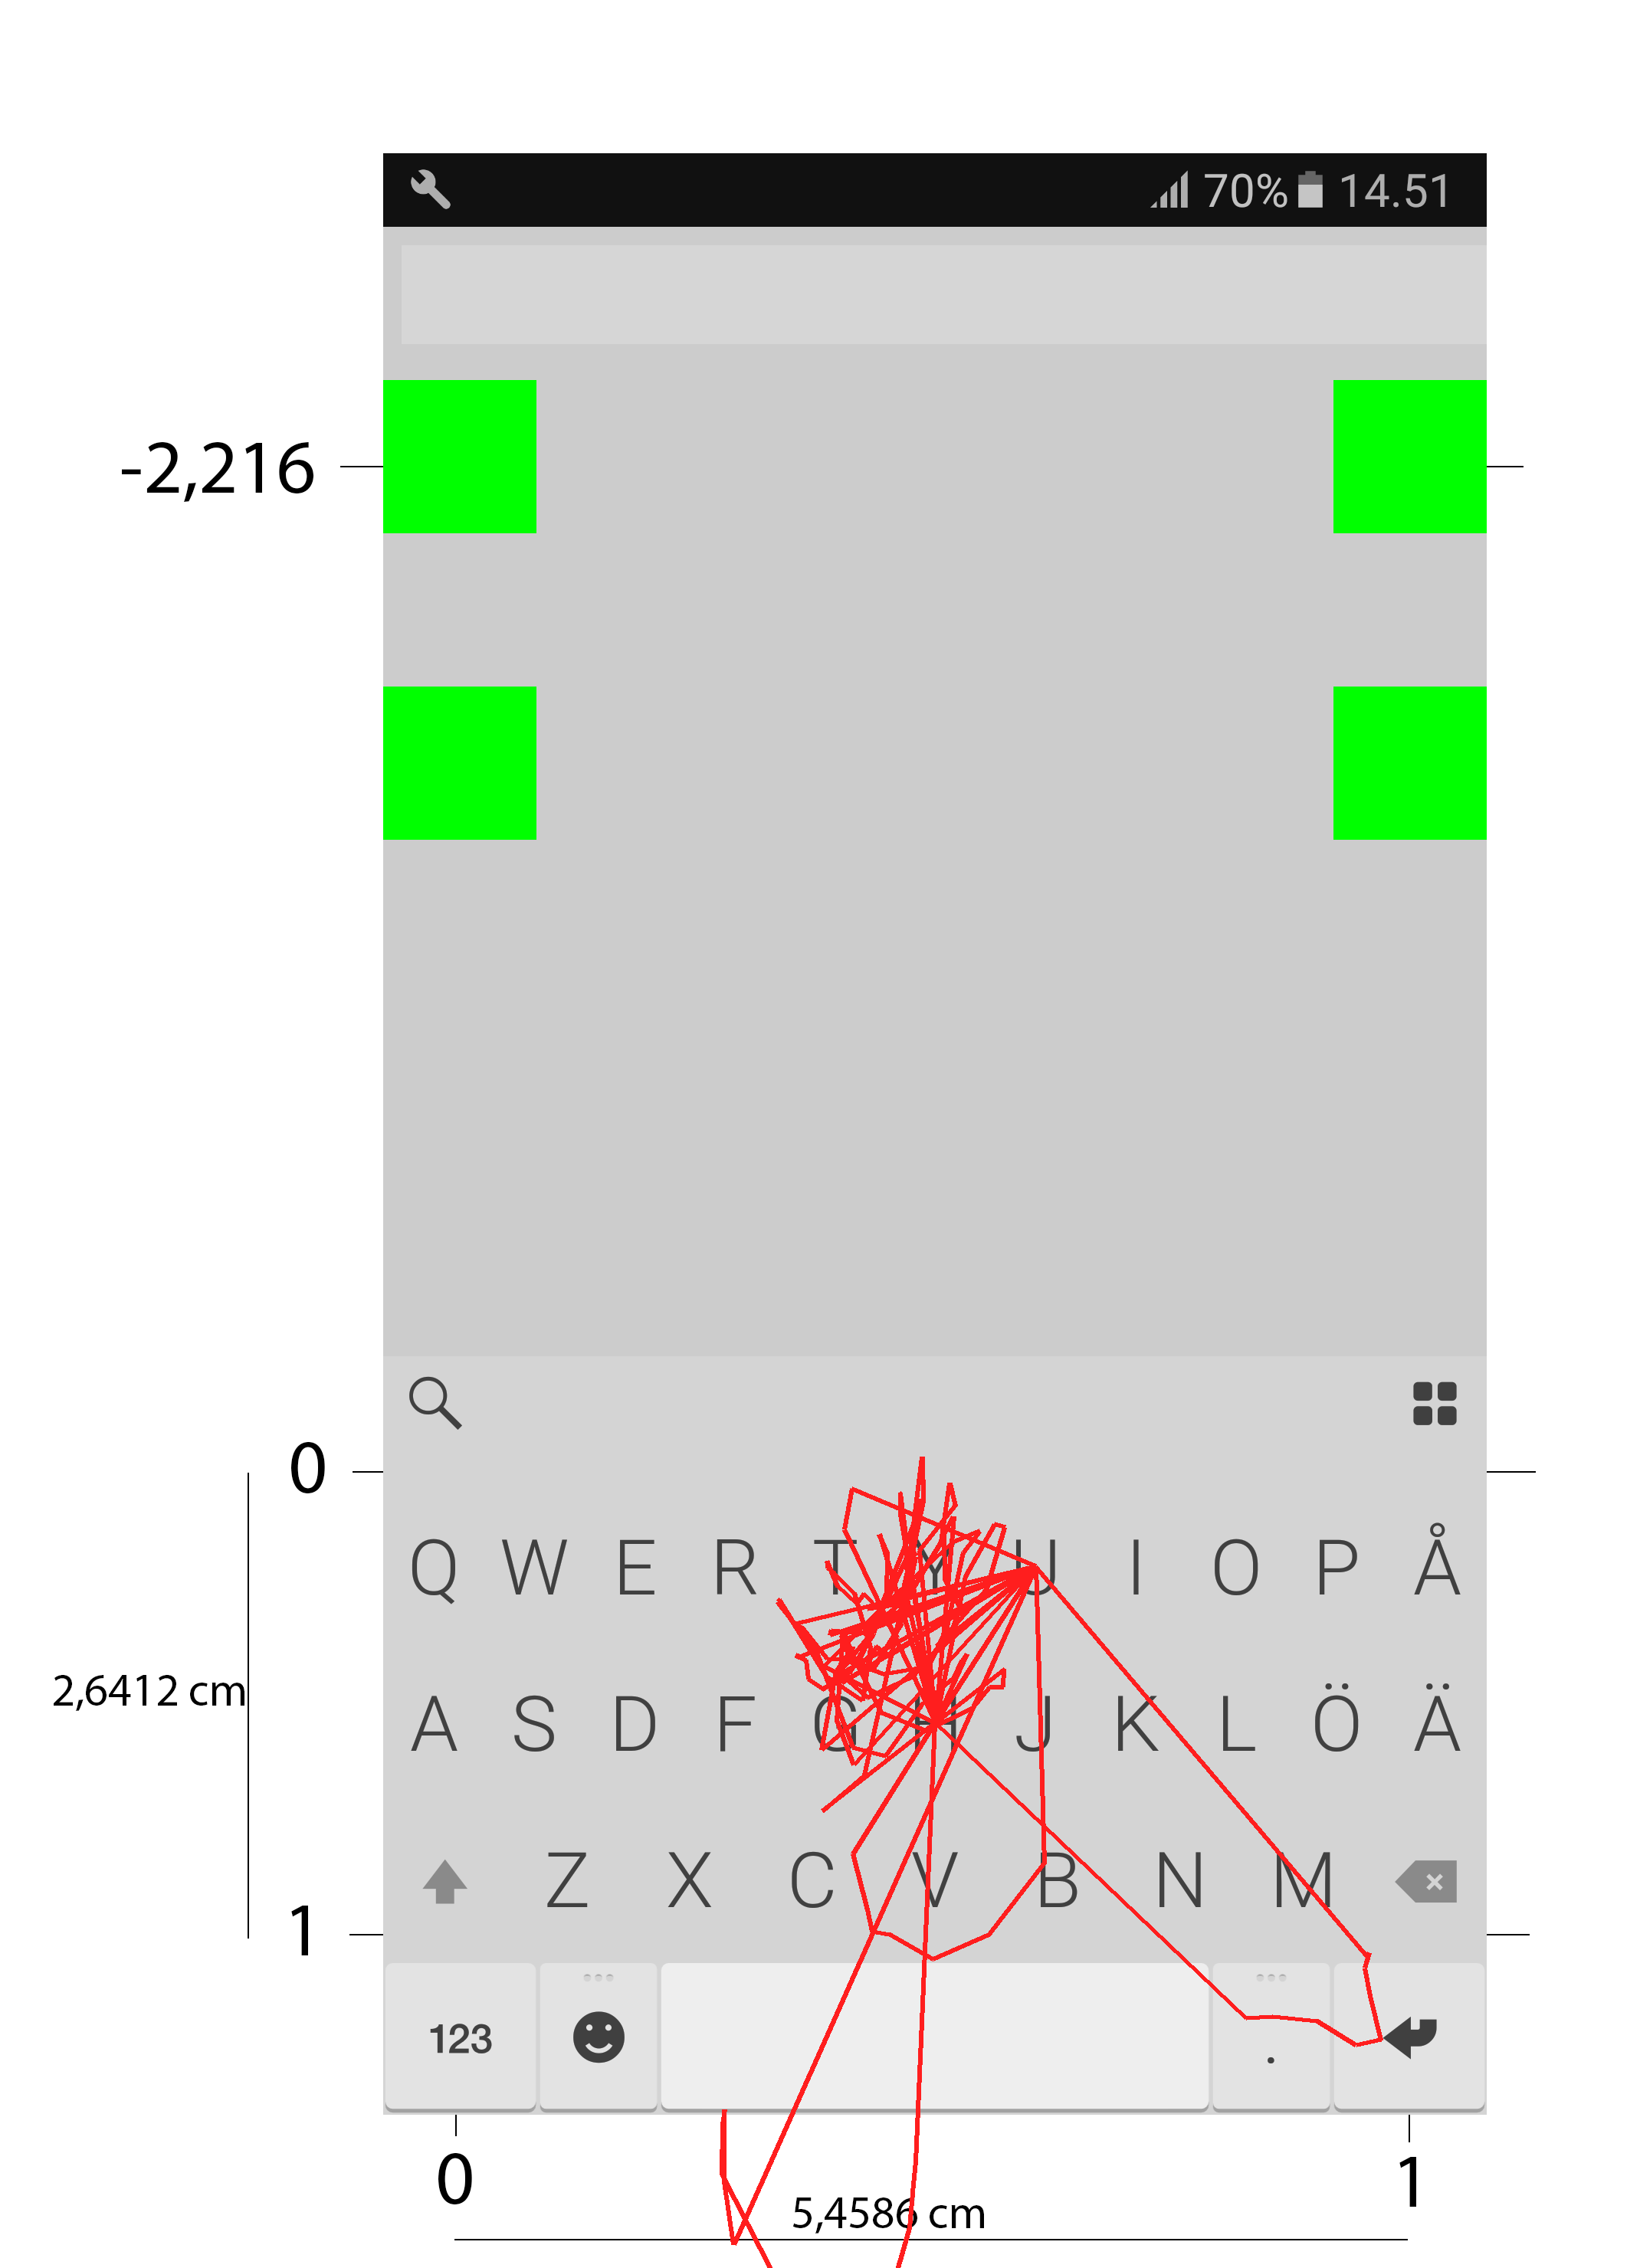 70% 14.51
-2,216
0
Q W E R T Y U I O P Å
2,6412 cm
A S D F G H J K L Ö Ä
Z X C V B N M
1
123 .
0 1
5,4586 cm